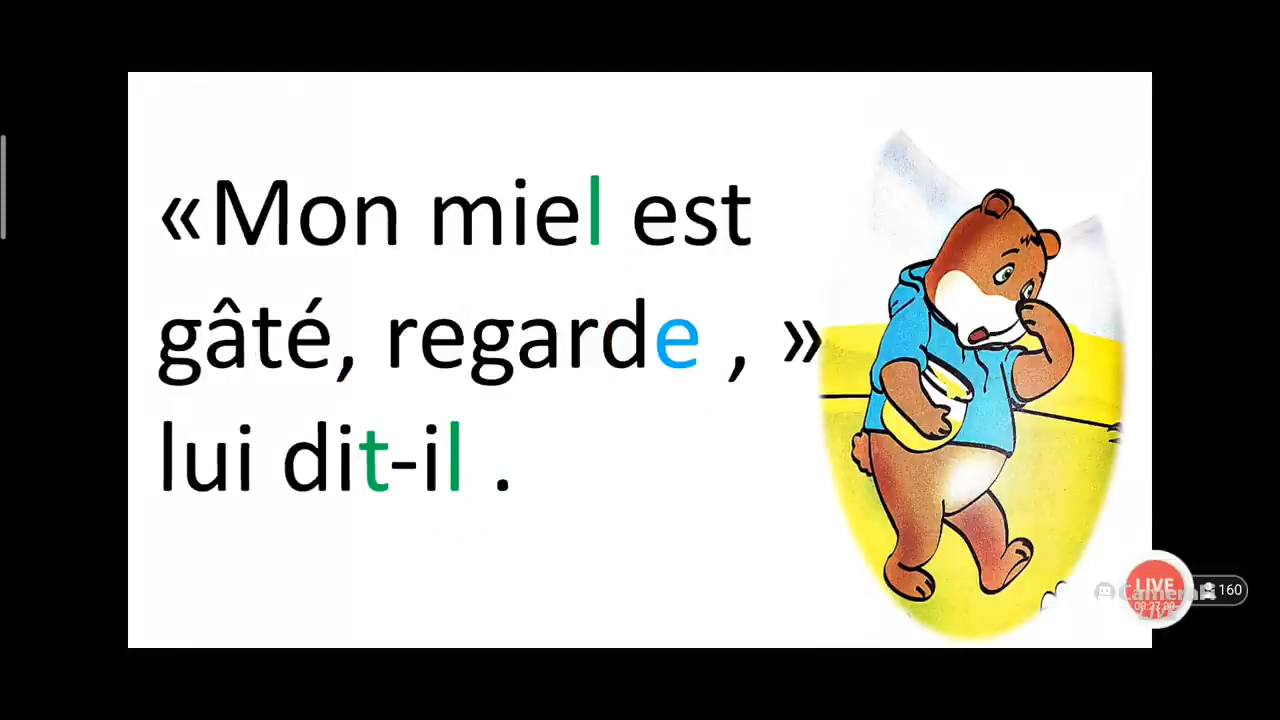 «Mon miel est
gâté, regarde , »
lui dit-il .
LIVE
160